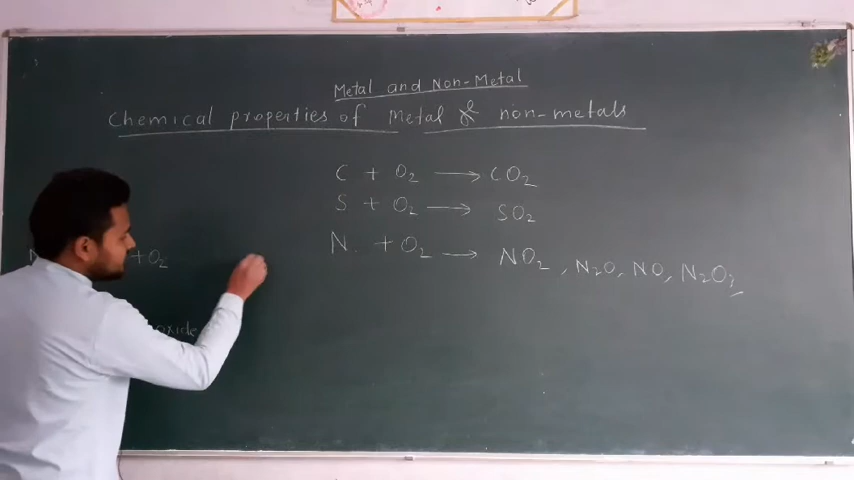 Metal and Non-Metal
Chemical properties of Metal & non-metals
C + O2 → CO2
S + O2 → SO2
N + O2 → NO2, N2O, NO, N2O3
+ O2
oxide